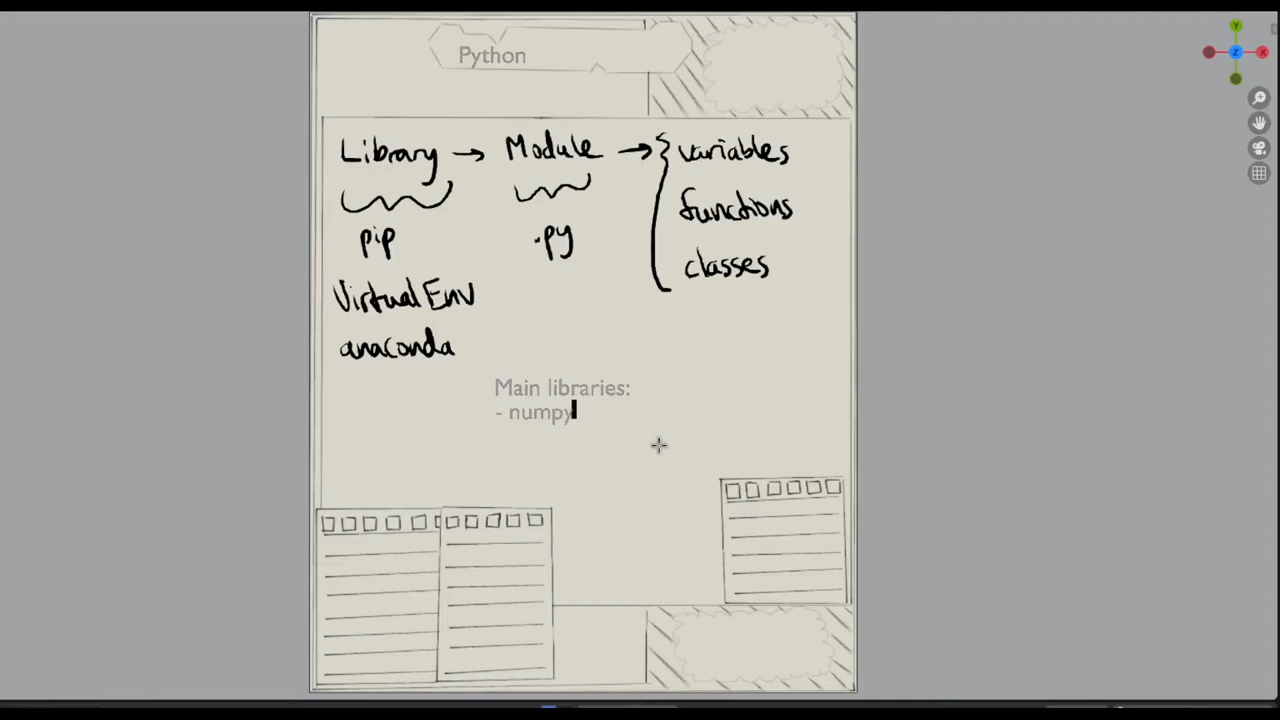 Python
Library → Module → variables
functions
classes
pip
.py
VirtualEnv
anaconda
Main libraries:
- numpy
Y
Z
X